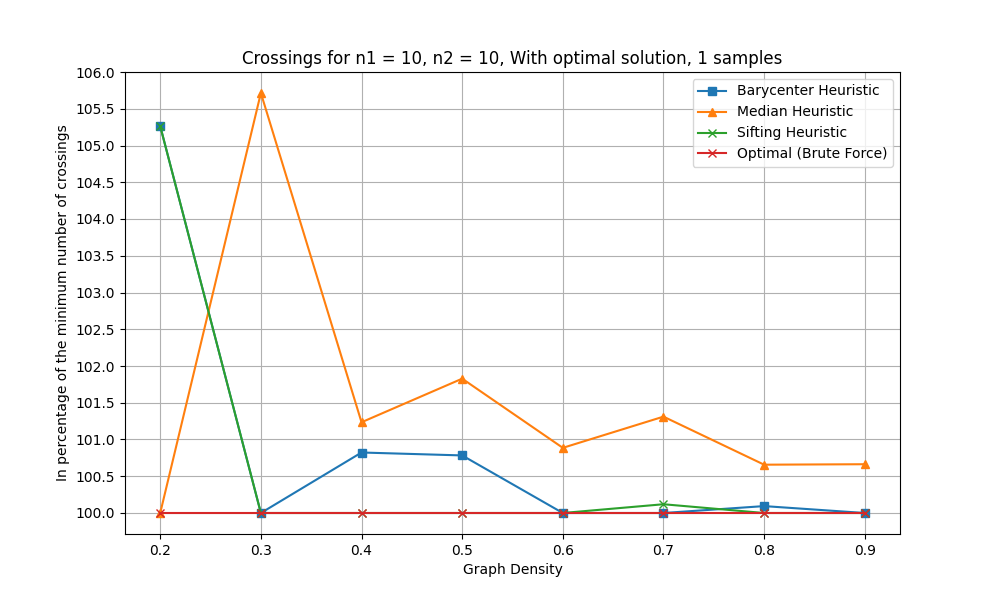 Crossings for n1 = 10, n2 = 10, With optimal solution, 1 samples
In percentage of the minimum number of crossings
106.0
105.5
105.0
104.5
104.0
103.5
103.0
102.5
102.0
101.5
101.0
100.5
100.0
Barycenter Heuristic
Median Heuristic
Sifting Heuristic
Optimal (Brute Force)
0.2 0.3 0.4 0.5 0.6 0.7 0.8 0.9
Graph Density